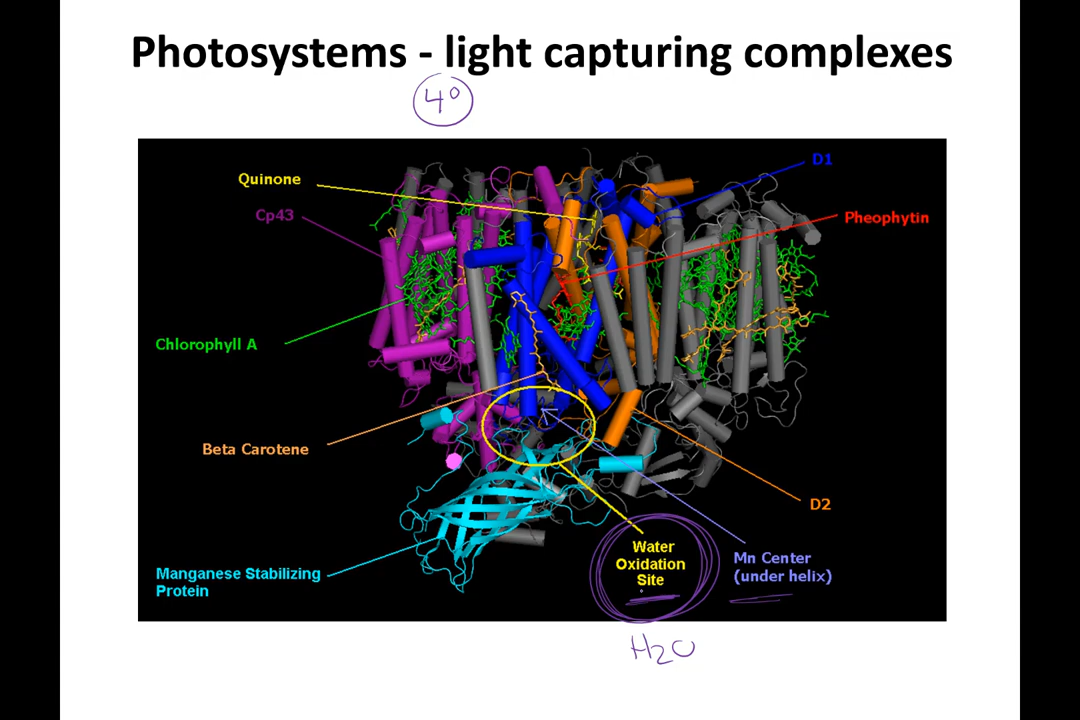 Photosystems - light capturing complexes
4°
D1
Quinone
Cp43
Pheophytin
Chlorophyll A
Beta Carotene
D2
Water
Oxidation
Site
Mn Center
(under helix)
Manganese Stabilizing
Protein
H2O